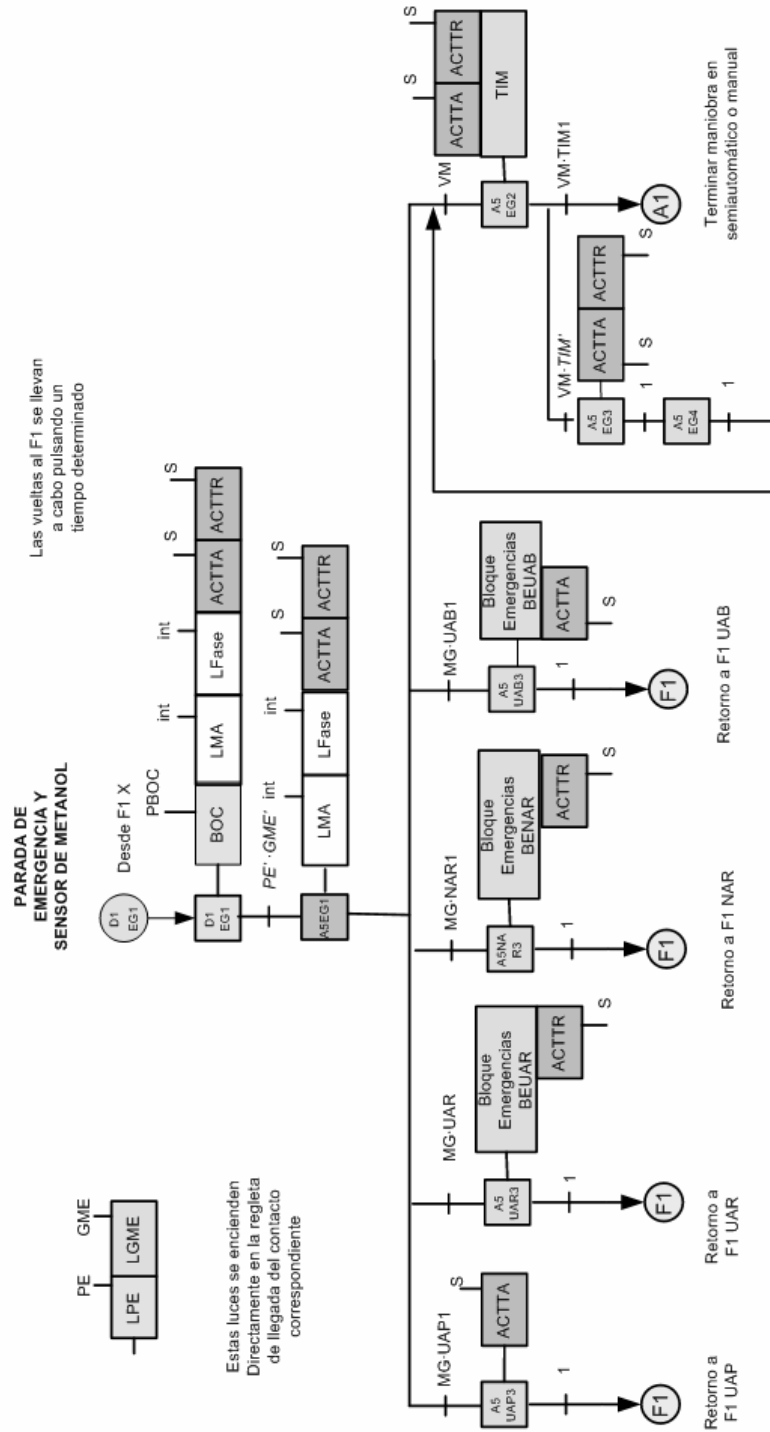 PARADA DE
EMERGENCIA Y
SENSOR DE METANOL
Las vueltas al F1 se llevan
a cabo pulsando un
tiempo determinado
PE
GME
LPE
LGME
Estas luces se encienden
Directamente en la regleta
de llegada del contacto
correspondiente
D1
EG1
Desde F1 X
D1
EG1
PBOC
int
int
S
S
BOC
LMA
LFase
ACTTA
ACTTR
PE'·GME'
A5EG1
int
int
S
S
LMA
LFase
ACTTA
ACTTR
MG·UAP1
A5
UAP3
S
ACTTA
1
F1
Retorno a
F1 UAP
MG·UAR
A5
UAR3
Bloque
Emergencias
BEUAR
ACTTR
S
1
F1
Retorno a
F1 UAR
MG·NAR1
A5NA
R3
Bloque
Emergencias
BENAR
ACTTR
S
1
F1
Retorno a F1 NAR
MG·UAB1
A5
UAB3
Bloque
Emergencias
BEUAB
ACTTA
S
1
F1
Retorno a F1 UAB
VM
A5
EG2
S
S
ACTTA
ACTTR
TIM
VM·TIM1
A1
Terminar maniobra en
semiautomático o manual
VM·TIM'
A5
EG3
ACTTA
ACTTR
S
S
1
A5
EG4
1